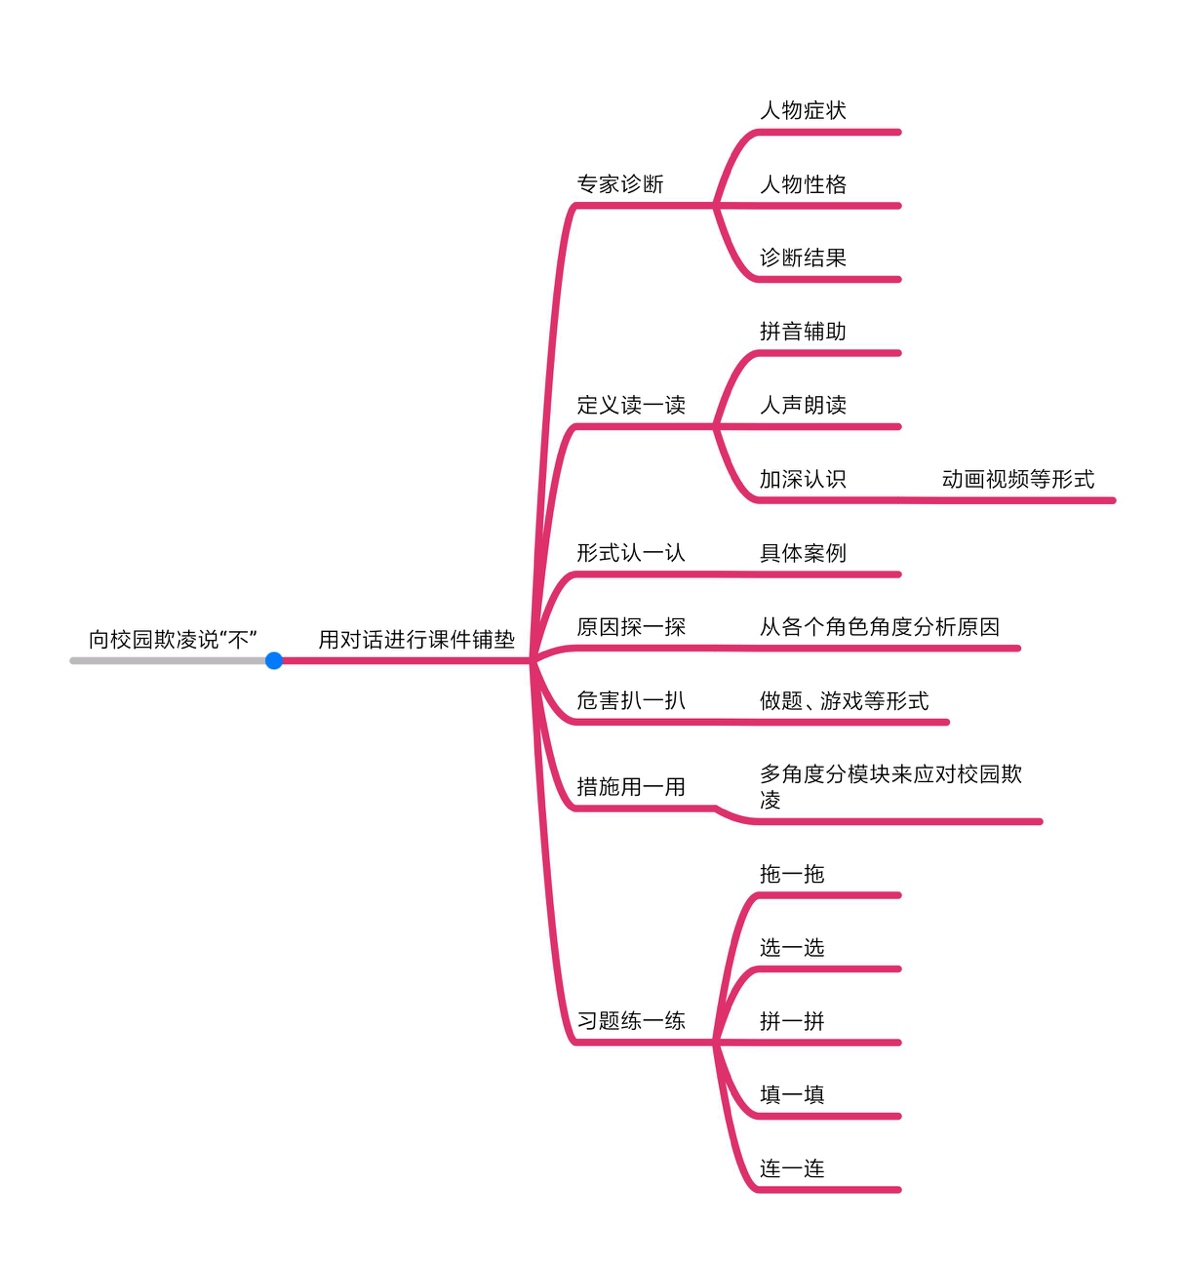 人物症状
专家诊断
人物性格
诊断结果
拼音辅助
定义读一读
人声朗读
加深认识
动画视频等形式
形式认一认
具体案例
向校园欺凌说“不”
用对话进行课件铺垫
原因探一探
从各个角色角度分析原因
危害扒一扒
做题、游戏等形式
措施用一用
多角度分模块来应对校园欺
凌
拖一拖
选一选
习题练一练
拼一拼
填一填
连一连